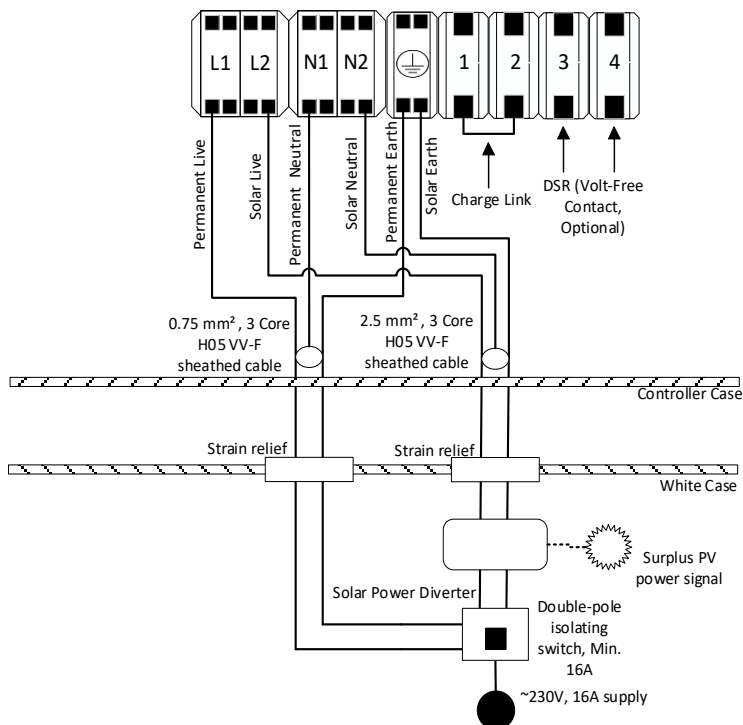 L1 L2 N1 N2 1 2 3 4
Permanent Live
Solar Live
Permanent Neutral
Solar Neutral
Permanent Earth
Solar Earth
Charge Link
DSR (Volt-Free
Contact,
Optional)
0.75 mm², 3 Core
H05 VV-F
sheathed cable
2.5 mm², 3 Core
H05 VV-F
sheathed cable
Controller Case
Strain relief
Strain relief
White Case
Surplus PV
power signal
Solar Power Diverter
Double-pole
isolating
switch, Min.
16A
~230V, 16A supply